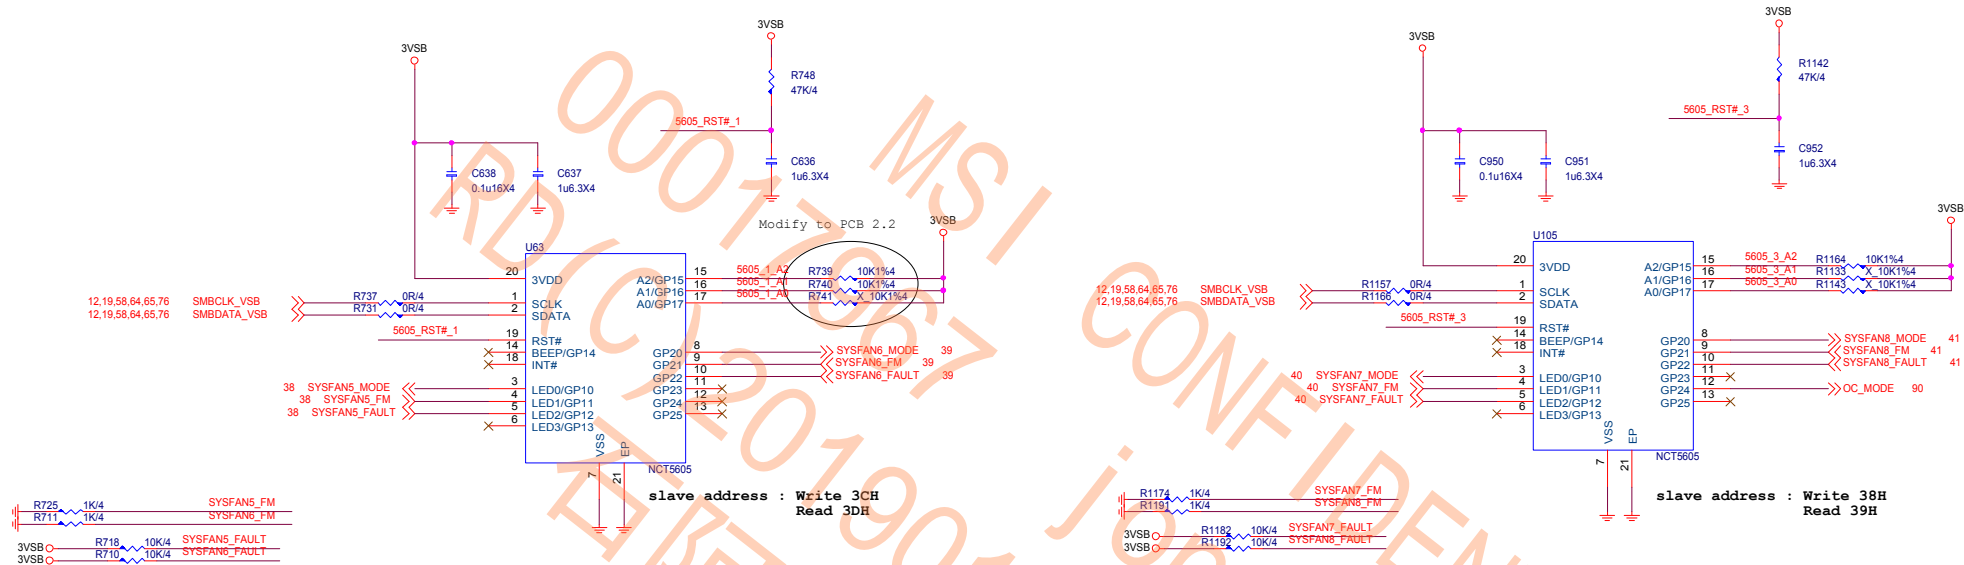 3VSB
R748
47K/4
5605_RST#_1
C636
1u6.3X4
3VSB
C638
0.1u16X4
C637
1u6.3X4
Modify to PCB 2.2
3VSB
U63
20 3VDD
1 SCLK
2 SDATA
19 RST#
14 BEEP/GP14
18 INT#
3 LED0/GP10
4 LED1/GP11
5 LED2/GP12
6 LED3/GP13
A2/GP15 15 5605_1_A2 R739 10K1%4
A1/GP16 16 5605_1_A1 R740 10K1%4
A0/GP17 17 5605_1_A0 R741 X_10K1%4
GP20 8 SYSFAN6_MODE 39
GP21 9 SYSFAN6_FM 39
GP22 10 SYSFAN6_FAULT 39
GP23 11
GP24 12
GP25 13
VSS 7
EP 21
NCT5605
12,19,58,64,65,76 SMBCLK_VSB R737 0R/4
12,19,58,64,65,76 SMBDATA_VSB R731 0R/4
5605_RST#_1
38 SYSFAN5_MODE
38 SYSFAN5_FM
38 SYSFAN5_FAULT
slave address : Write 3CH
Read 3DH
R725 1K/4 SYSFAN5_FM
R711 1K/4 SYSFAN6_FM
3VSB R718 10K/4 SYSFAN5_FAULT
3VSB R710 10K/4 SYSFAN6_FAULT
3VSB
R1142
47K/4
5605_RST#_3
C952
1u6.3X4
3VSB
C950
0.1u16X4
C951
1u6.3X4
3VSB
U105
20 3VDD
1 SCLK
2 SDATA
19 RST#
14 BEEP/GP14
18 INT#
3 LED0/GP10
4 LED1/GP11
5 LED2/GP12
6 LED3/GP13
A2/GP15 15 5605_3_A2 R1164 10K1%4
A1/GP16 16 5605_3_A1 R1133 X_10K1%4
A0/GP17 17 5605_3_A0 R1143 X_10K1%4
GP20 8 SYSFAN8_MODE 41
GP21 9 SYSFAN8_FM 41
GP22 10 SYSFAN8_FAULT 41
GP23 11
GP24 12 OC_MODE 90
GP25 13
VSS 7
EP 21
NCT5605
12,19,58,64,65,76 SMBCLK_VSB R1157 0R/4
12,19,58,64,65,76 SMBDATA_VSB R1166 0R/4
5605_RST#_3
40 SYSFAN7_MODE
40 SYSFAN7_FM
40 SYSFAN7_FAULT
slave address : Write 38H
Read 39H
R1174 1K/4 SYSFAN7_FM
R1191 1K/4 SYSFAN8_FM
3VSB R1182 10K/4 SYSFAN7_FAULT
3VSB R1192 10K/4 SYSFAN8_FAULT
MSI CONFIDEN
00017867
RD(C)201901